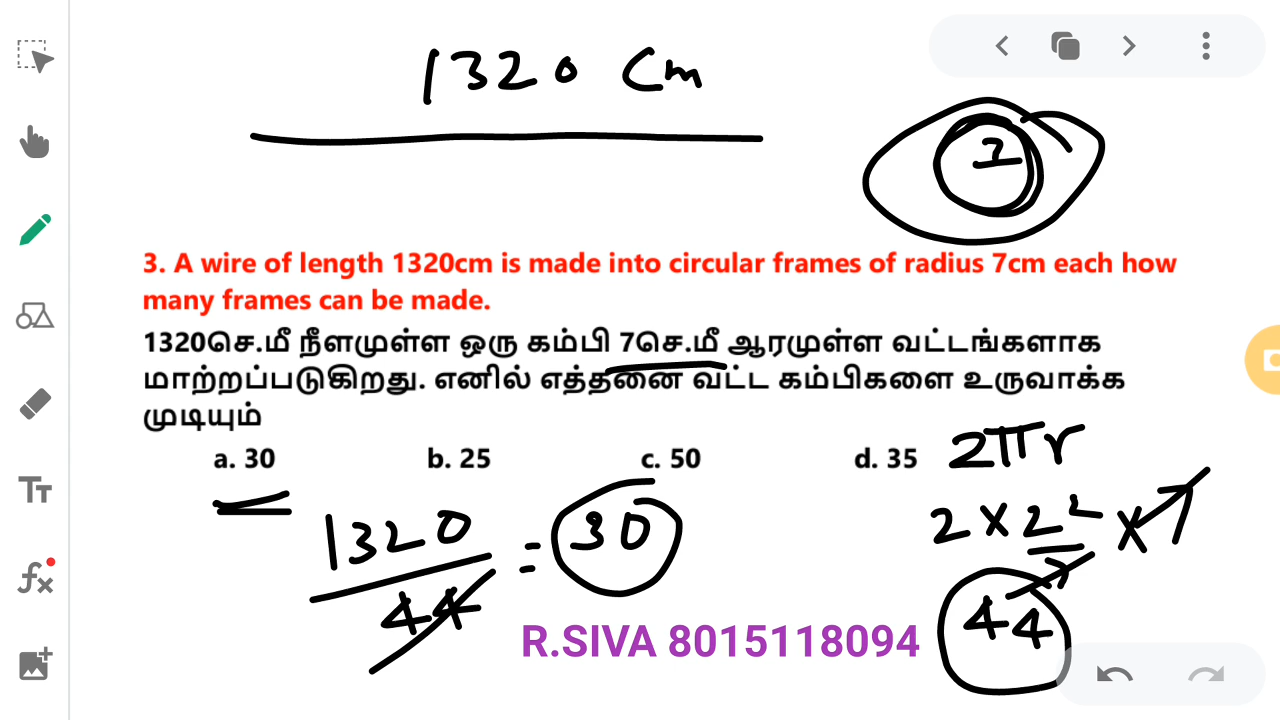 1320 cm
7
3. A wire of length 1320cm is made into circular frames of radius 7cm each how
many frames can be made.
1320செ.மீ நீளமுள்ள ஒரு கம்பி 7செ.மீ ஆரமுள்ள வட்டங்களாக
மாற்றப்படுகிறது. எனில் எத்தனை வட்ட கம்பிகளை உருவாக்க
முடியும்
a. 30 b. 25 c. 50 d. 35 2πr
2 × 22 × 7
7
1320 = 30
44
44
R.SIVA 8015118094
Tт
fx